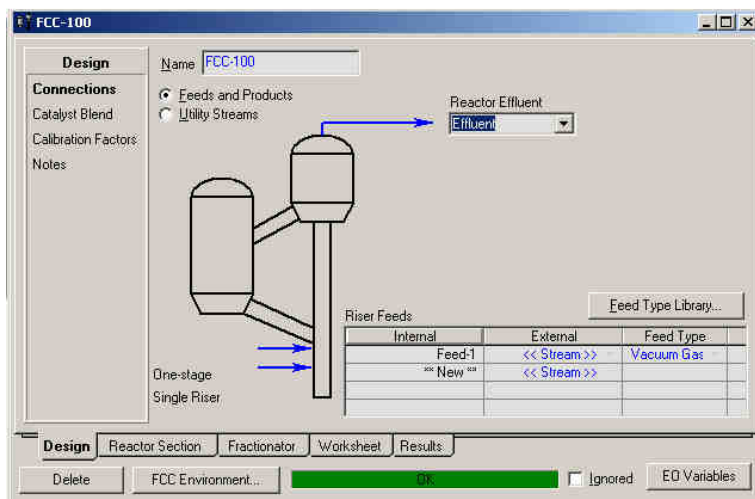 FCC-100
Design
Connections
Catalyst Blend
Calibration Factors
Notes
Name FCC-100
Feeds and Products
Utility Streams
Reactor Effluent
Effluent
One-stage
Single Riser
Feed Type Library...
Riser Feeds
Internal External Feed Type
Feed-1 << Stream >> Vacuum Gas
** New ** << Stream >>
Design Reactor Section Fractionator Worksheet Results
Delete FCC Environment... OK Ignored EO Variables